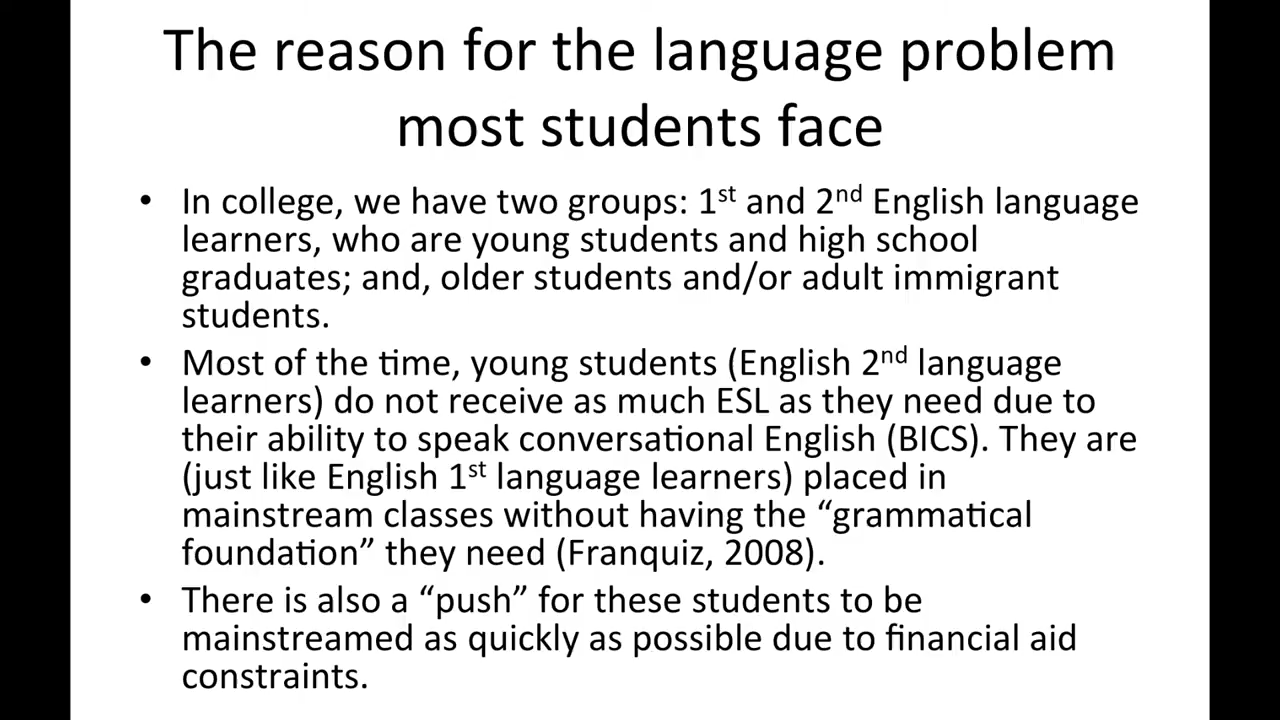 The reason for the language problem
most students face
• In college, we have two groups: 1st and 2nd English language
learners, who are young students and high school
graduates; and, older students and/or adult immigrant
students.
• Most of the time, young students (English 2nd language
learners) do not receive as much ESL as they need due to
their ability to speak conversational English (BICS). They are
(just like English 1st language learners) placed in
mainstream classes without having the “grammatical
foundation” they need (Franquiz, 2008).
• There is also a “push” for these students to be
mainstreamed as quickly as possible due to financial aid
constraints.